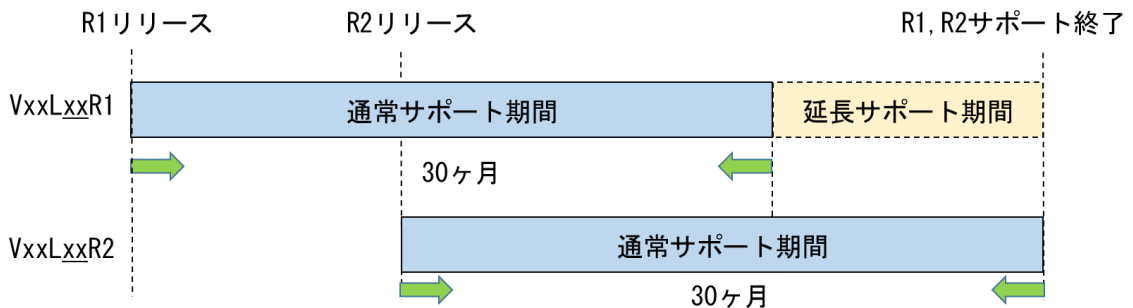 R1リリース
R2リリース
R1,R2サポート終了
VxxLxxR1
通常サポート期間
延長サポート期間
30ヶ月
VxxLxxR2
通常サポート期間
30ヶ月